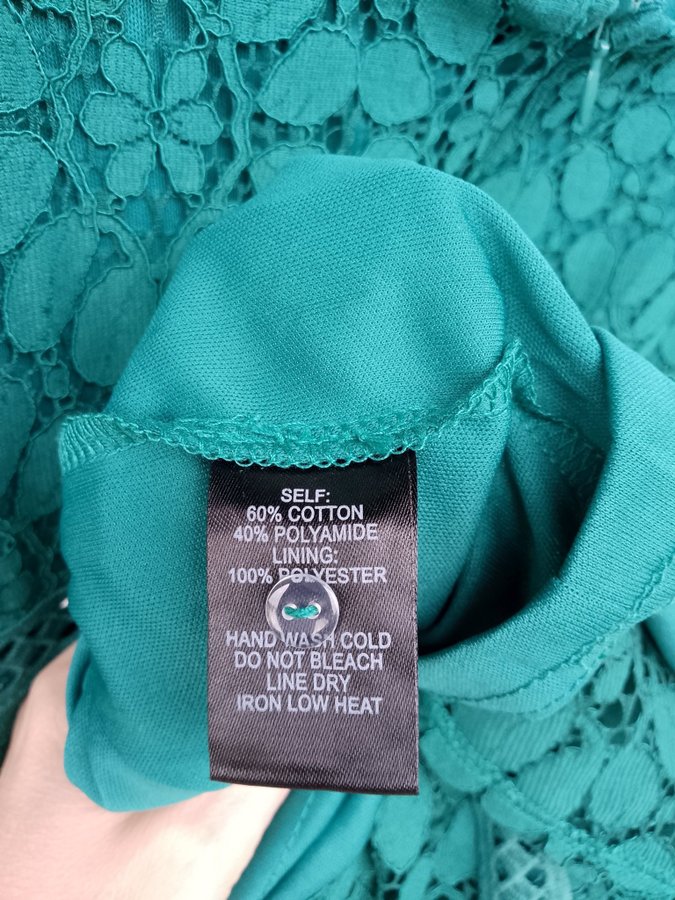 SELF:
60% COTTON
40% POLYAMIDE
LINING:
100% POLYESTER
HAND WASH COLD
DO NOT BLEACH
LINE DRY
IRON LOW HEAT